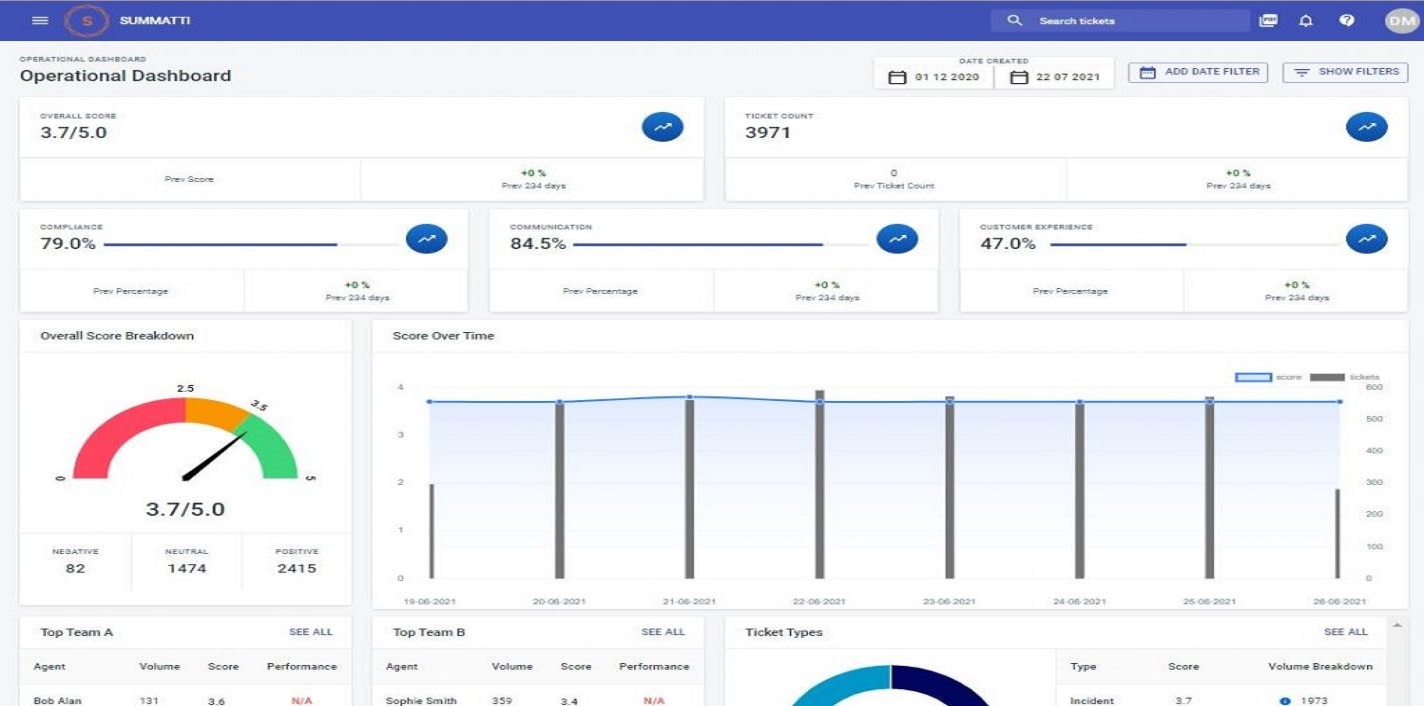 S SUMMATTI Search tickets PDF DM
OPERATIONAL DASHBOARD
Operational Dashboard
DATE CREATED
01 12 2020 22 07 2021 ADD DATE FILTER SHOW FILTERS
OVERALL SCORE
3.7/5.0
Prev Score
+0 %
Prev 234 days
TICKET COUNT
3971
0
Prev Ticket Count
+0 %
Prev 234 days
COMPLIANCE
79.0%
Prev Percentage
+0 %
Prev 234 days
COMMUNICATION
84.5%
Prev Percentage
+0 %
Prev 234 days
CUSTOMER EXPERIENCE
47.0%
Prev Percentage
+0 %
Prev 234 days
Overall Score Breakdown
0
2.5
3.5
5
3.7/5.0
NEGATIVE
82
NEUTRAL
1474
POSITIVE
2415
Score Over Time
score tickets
4
3
2
1
0
600
500
400
300
200
100
0
19-06-2021 20-06-2021 21-06-2021 22-06-2021 23-06-2021 24-06-2021 25-06-2021 26-06-2021
Top Team A SEE ALL
Agent Volume Score Performance
Bob Alan 131 3.6 N/A
Top Team B SEE ALL
Agent Volume Score Performance
Sophie Smith 359 3.4 N/A
Ticket Types SEE ALL
Type Score Volume Breakdown
Incident 3.7 1973